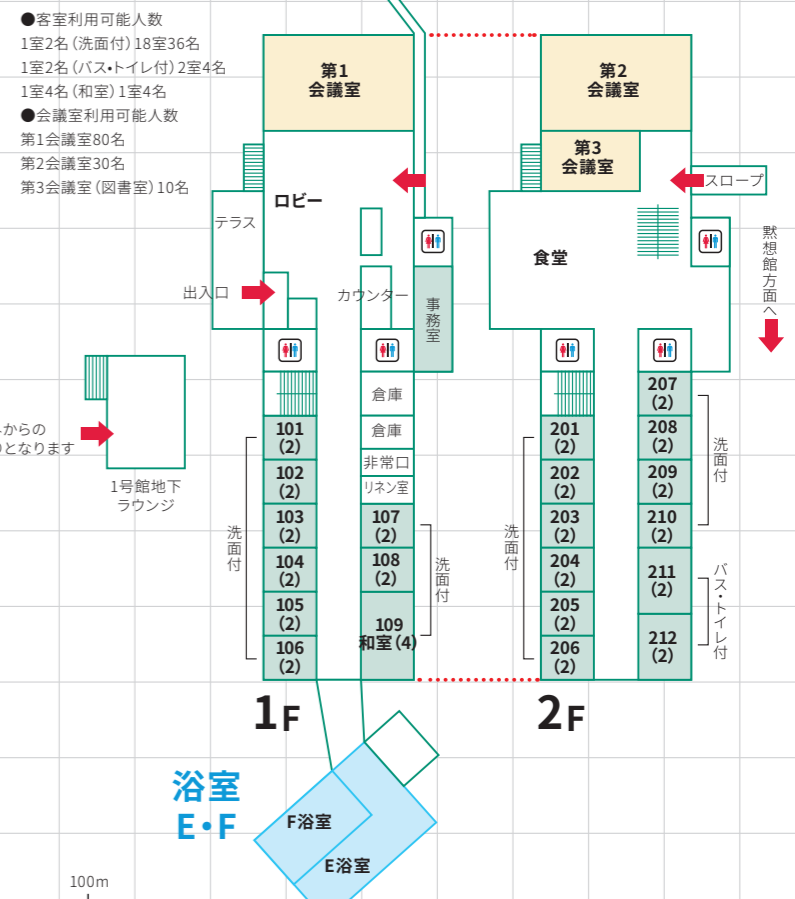 ●客室利用可能人数
1室2名（洗面付）18室36名
1室2名（バス・トイレ付）2室4名
1室4名（和室）1室4名
●会議室利用可能人数
第1会議室80名
第2会議室30名
第3会議室（図書室）10名
第1
会議室
ロビー
テラス
出入口
カウンター
事務室
倉庫
倉庫
非常口
リネン室
101
（2）
102
（2）
103
（2）
104
（2）
105
（2）
106
（2）
洗面付
107
（2）
108
（2）
109
和室（4）
洗面付
1F
第2
会議室
第3
会議室
スロープ
食堂
黙想館方面へ
201
（2）
202
（2）
203
（2）
204
（2）
205
（2）
206
（2）
洗面付
207
（2）
208
（2）
209
（2）
210
（2）
洗面付
211
（2）
212
（2）
バス・トイレ付
2F
からの
となります
1号館地下
ラウンジ
浴室
E・F
F浴室
E浴室
100m